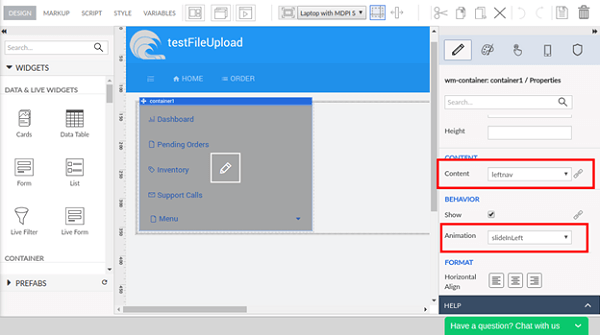 DESIGN MARKUP SCRIPT STYLE VARIABLES
Laptop with MDPI S
Search...
WIDGETS
DATA & LIVE WIDGETS
Cards
Data Table
Form
List
Live Filter
Live Form
CONTAINER
PREFABS
testFileUpload
HOME
ORDER
container1
Dashboard
Pending Orders
Inventory
Support Calls
Menu
wm-container: container1 / Properties
Search...
Height
CONTENT
Content
leftnav
BEHAVIOR
Show
Animation
slideInLeft
FORMAT
Horizontal
Align
HELP
Have a question? Chat with us